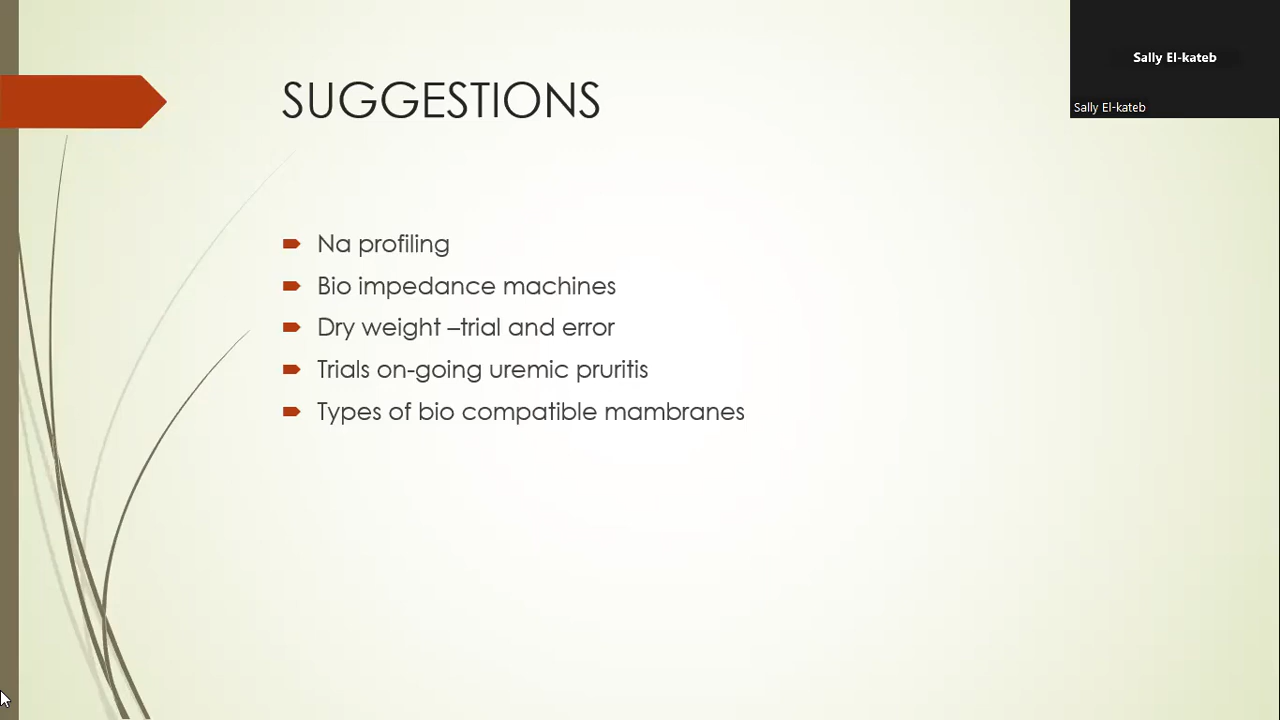 Sally El-kateb
Sally El-kateb
SUGGESTIONS
Na profiling
Bio impedance machines
Dry weight –trial and error
Trials on-going uremic pruritis
Types of bio compatible mambranes